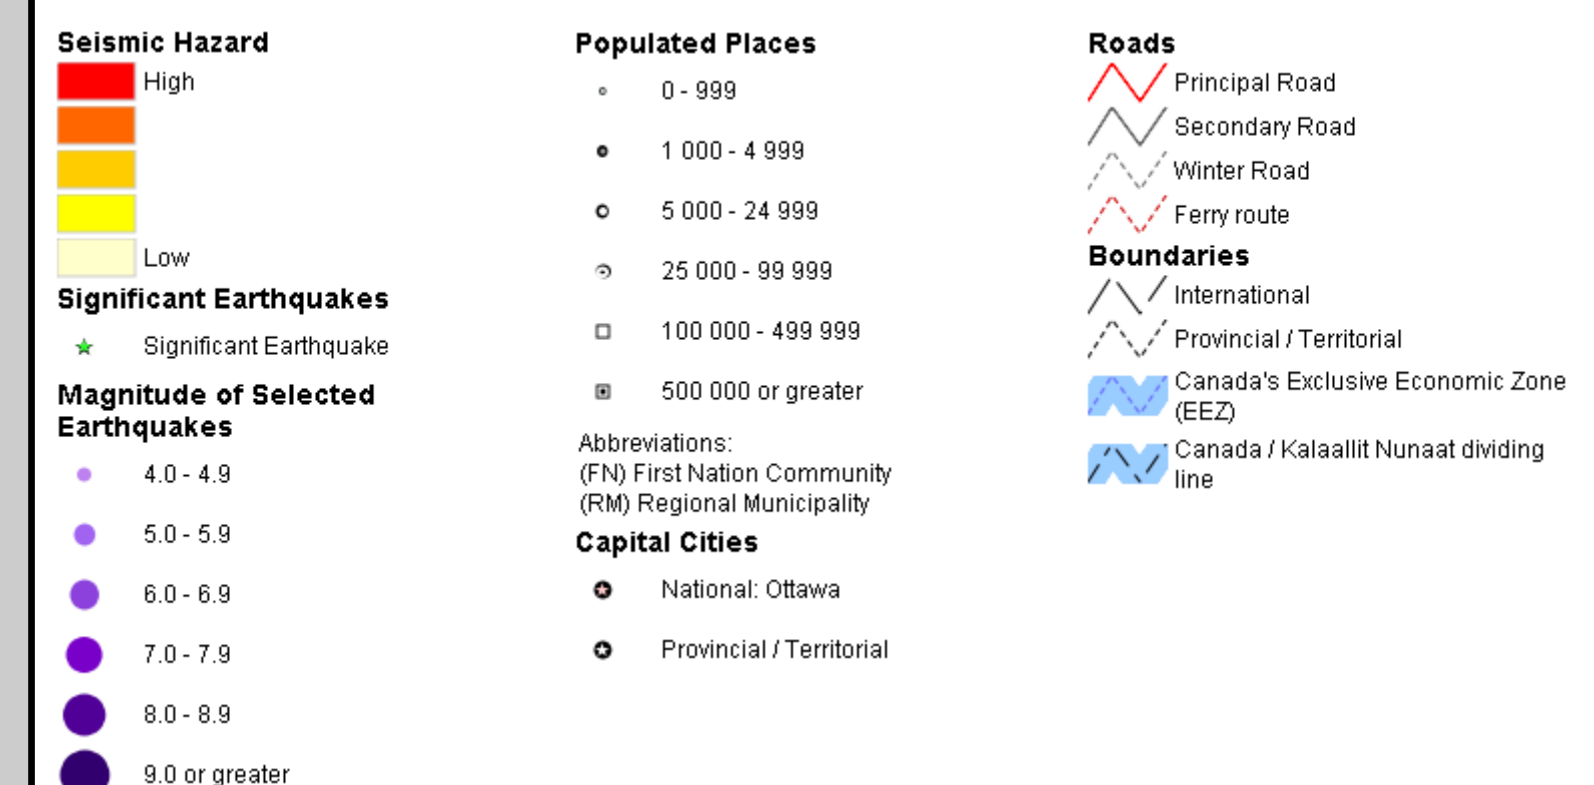 Seismic Hazard
High
Low
Significant Earthquakes
Significant Earthquake
Magnitude of Selected
Earthquakes
4.0 - 4.9
5.0 - 5.9
6.0 - 6.9
7.0 - 7.9
8.0 - 8.9
9.0 or greater
Populated Places
0 - 999
1 000 - 4 999
5 000 - 24 999
25 000 - 99 999
100 000 - 499 999
500 000 or greater
Abbreviations:
(FN) First Nation Community
(RM) Regional Municipality
Capital Cities
National: Ottawa
Provincial / Territorial
Roads
Principal Road
Secondary Road
Winter Road
Ferry route
Boundaries
International
Provincial / Territorial
Canada's Exclusive Economic Zone
(EEZ)
Canada / Kalaallit Nunaat dividing
line